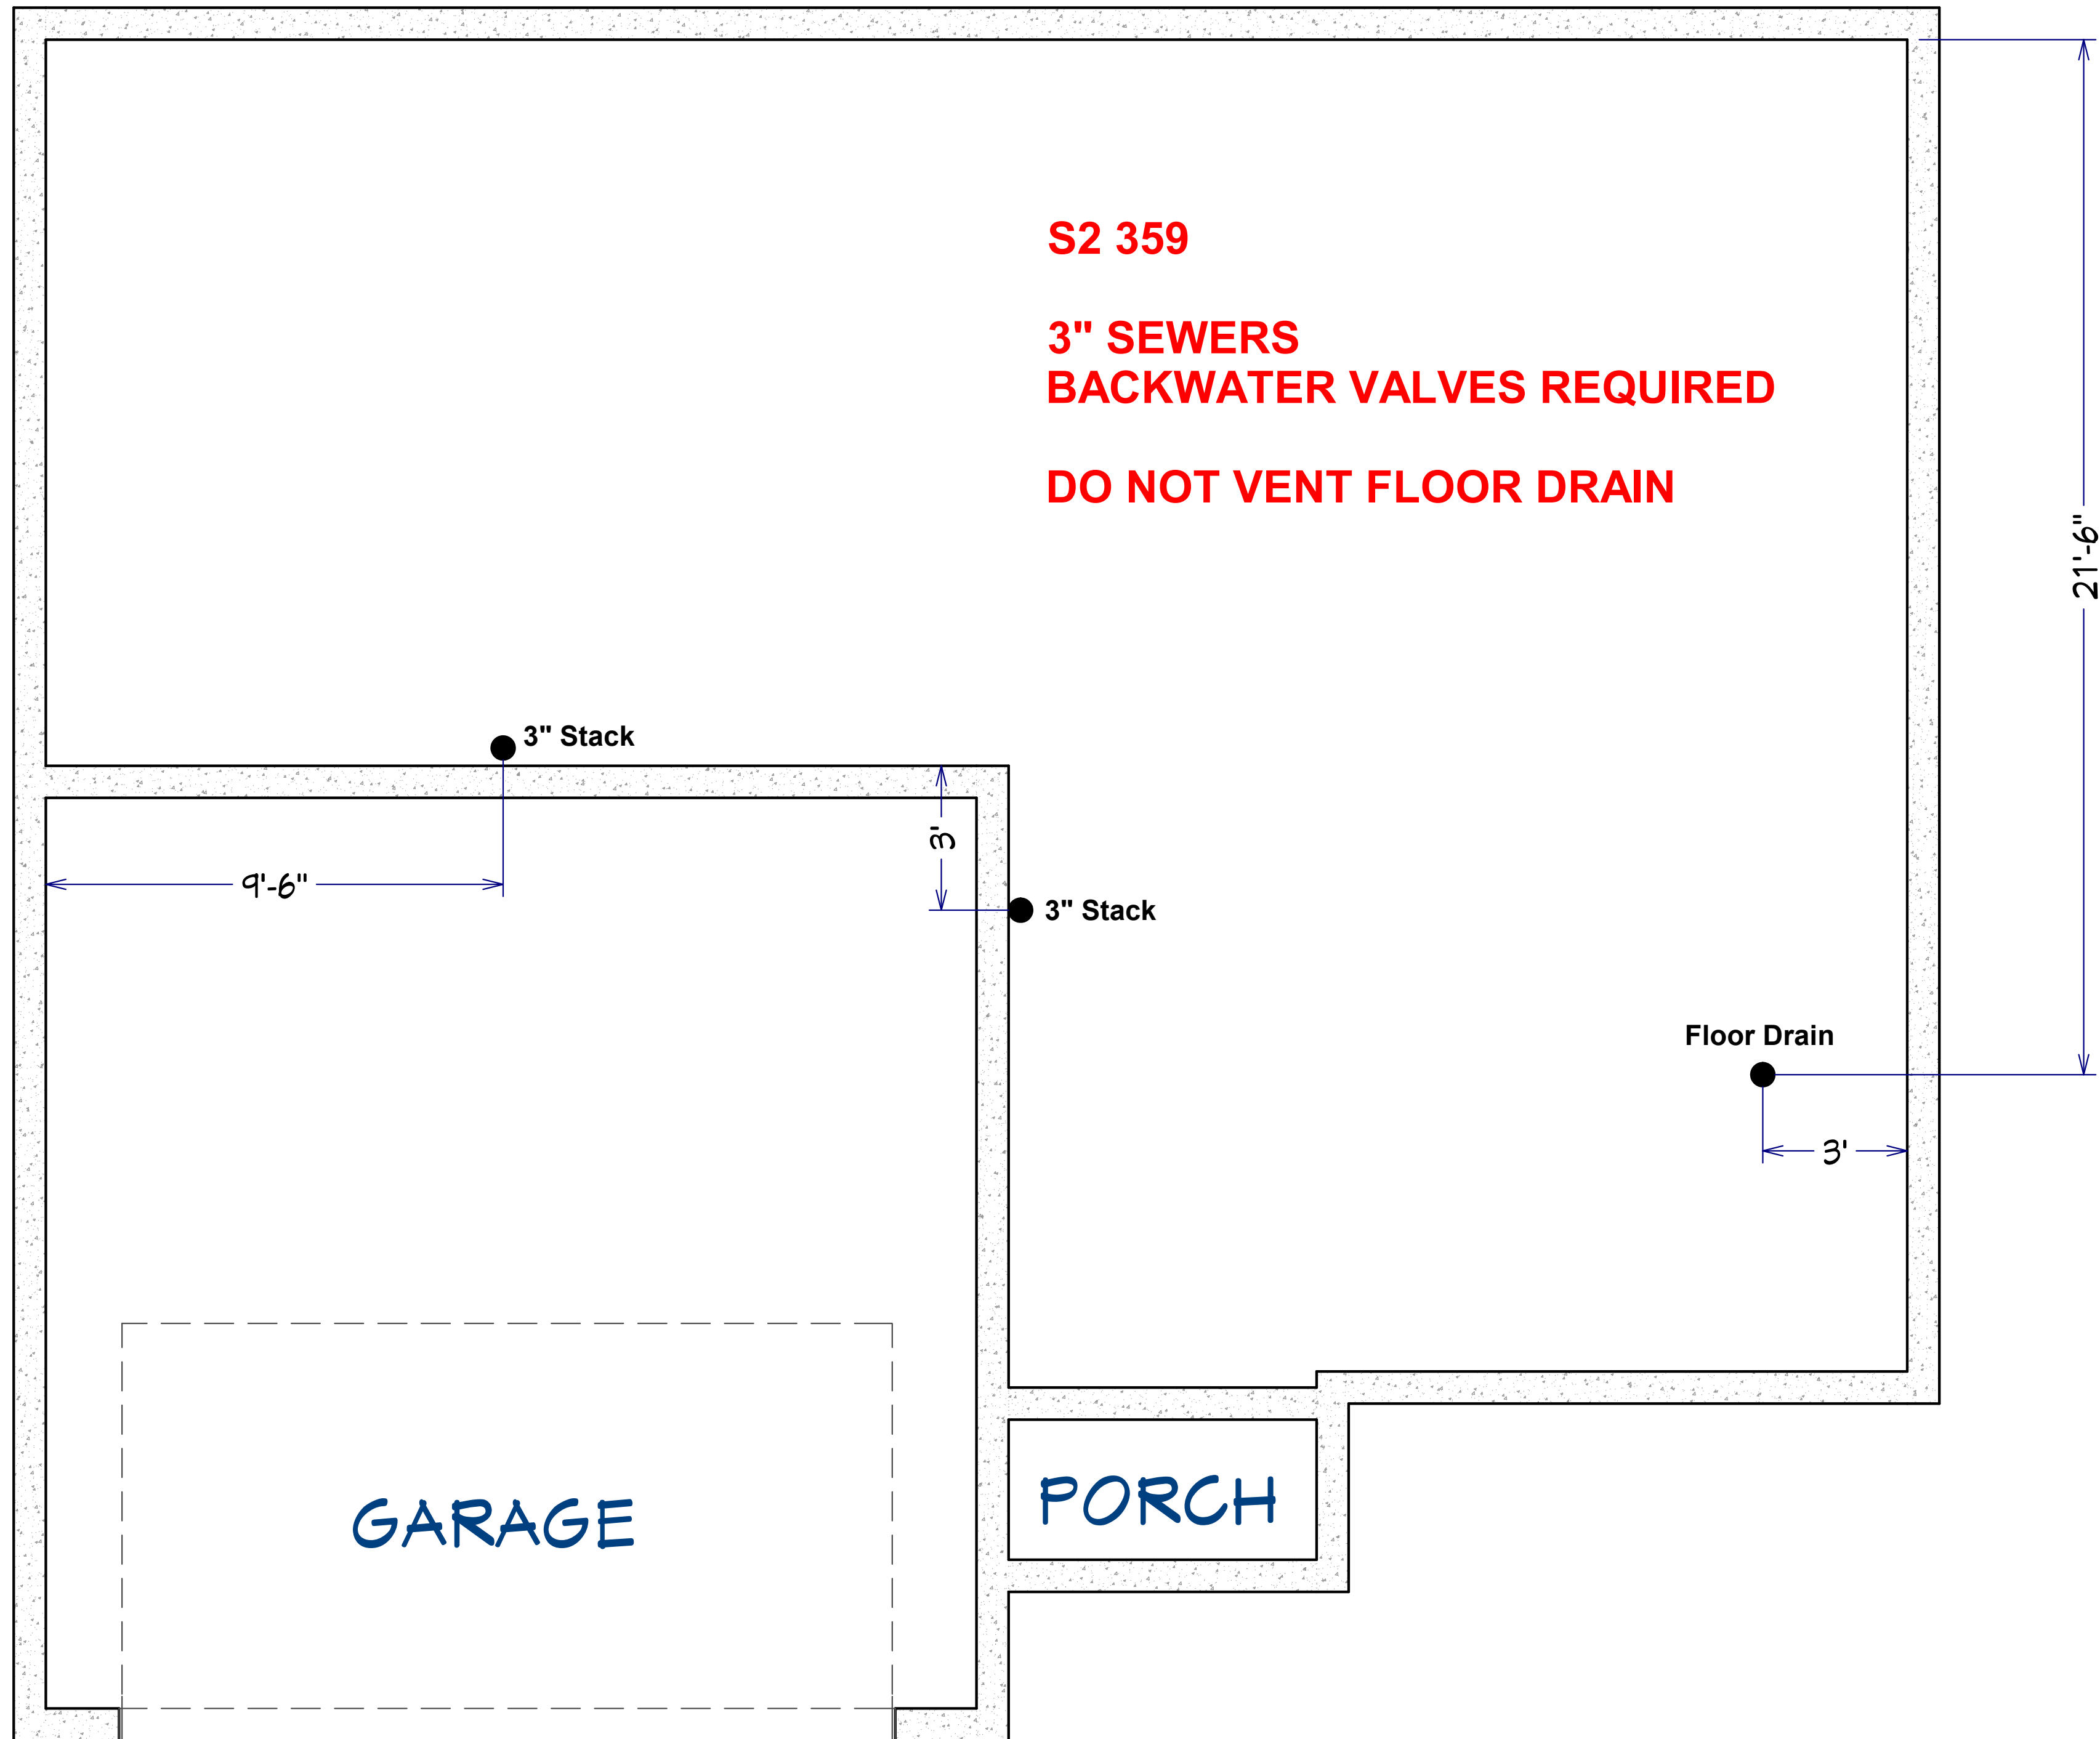 S2 359
3" SEWERS
BACKWATER VALVES REQUIRED
DO NOT VENT FLOOR DRAIN
21'-6"
3" Stack
3'
9'-6"
3" Stack
Floor Drain
3'
GARAGE
PORCH